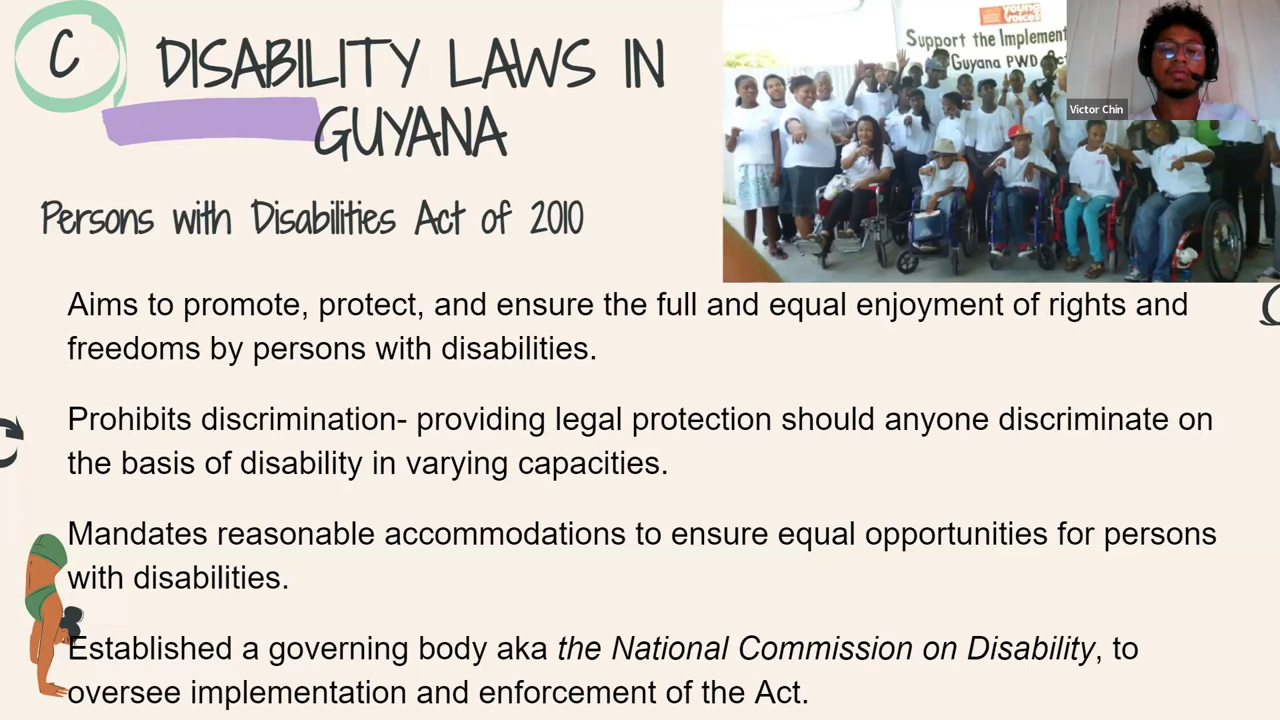 C
DISABILITY LAWS IN
GUYANA
young
voices
Support the Implement
Guyana PWD Act
Victor Chin
Persons with Disabilities Act of 2010
Aims to promote, protect, and ensure the full and equal enjoyment of rights and
freedoms by persons with disabilities.
Prohibits discrimination- providing legal protection should anyone discriminate on
the basis of disability in varying capacities.
Mandates reasonable accommodations to ensure equal opportunities for persons
with disabilities.
Established a governing body aka the National Commission on Disability, to
oversee implementation and enforcement of the Act.